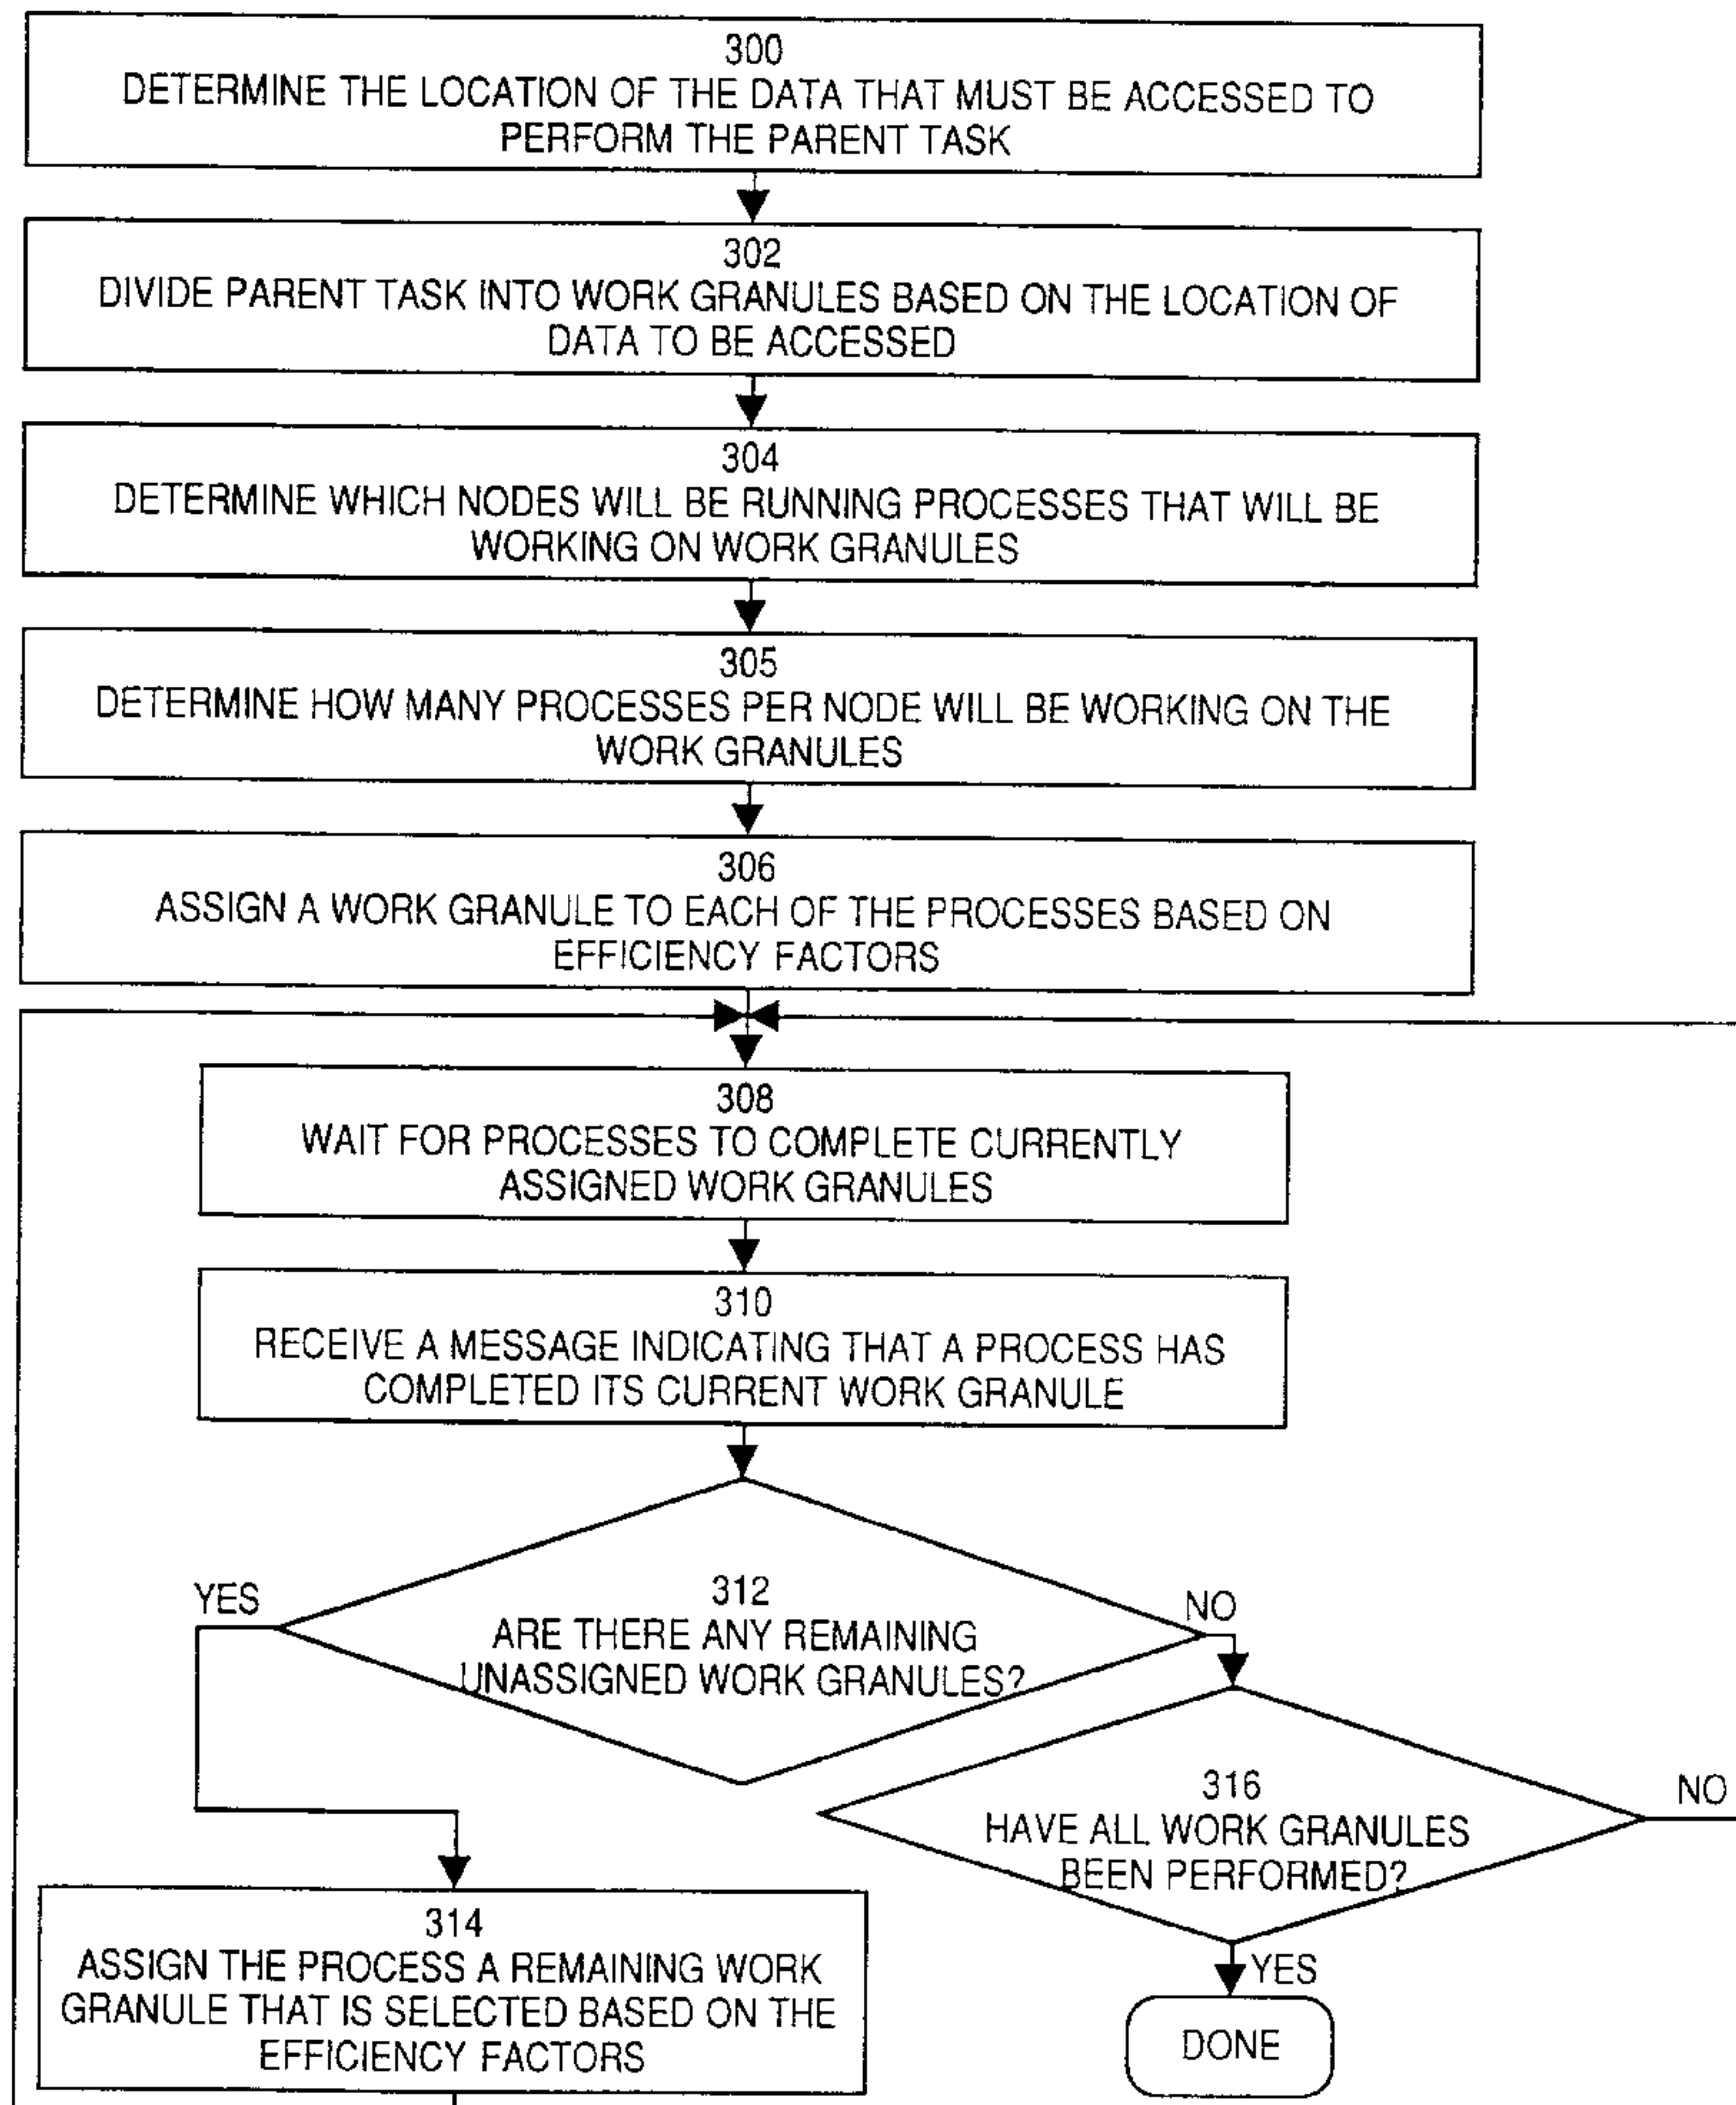 300
DETERMINE THE LOCATION OF THE DATA THAT MUST BE ACCESSED TO
PERFORM THE PARENT TASK
302
DIVIDE PARENT TASK INTO WORK GRANULES BASED ON THE LOCATION OF
DATA TO BE ACCESSED
304
DETERMINE WHICH NODES WILL BE RUNNING PROCESSES THAT WILL BE
WORKING ON WORK GRANULES
305
DETERMINE HOW MANY PROCESSES PER NODE WILL BE WORKING ON THE
WORK GRANULES
306
ASSIGN A WORK GRANULE TO EACH OF THE PROCESSES BASED ON
EFFICIENCY FACTORS
308
WAIT FOR PROCESSES TO COMPLETE CURRENTLY
ASSIGNED WORK GRANULES
310
RECEIVE A MESSAGE INDICATING THAT A PROCESS HAS
COMPLETED ITS CURRENT WORK GRANULE
YES
312
ARE THERE ANY REMAINING
UNASSIGNED WORK GRANULES?
NO
316
HAVE ALL WORK GRANULES
BEEN PERFORMED?
NO
314
ASSIGN THE PROCESS A REMAINING WORK
GRANULE THAT IS SELECTED BASED ON THE
EFFICIENCY FACTORS
YES
DONE